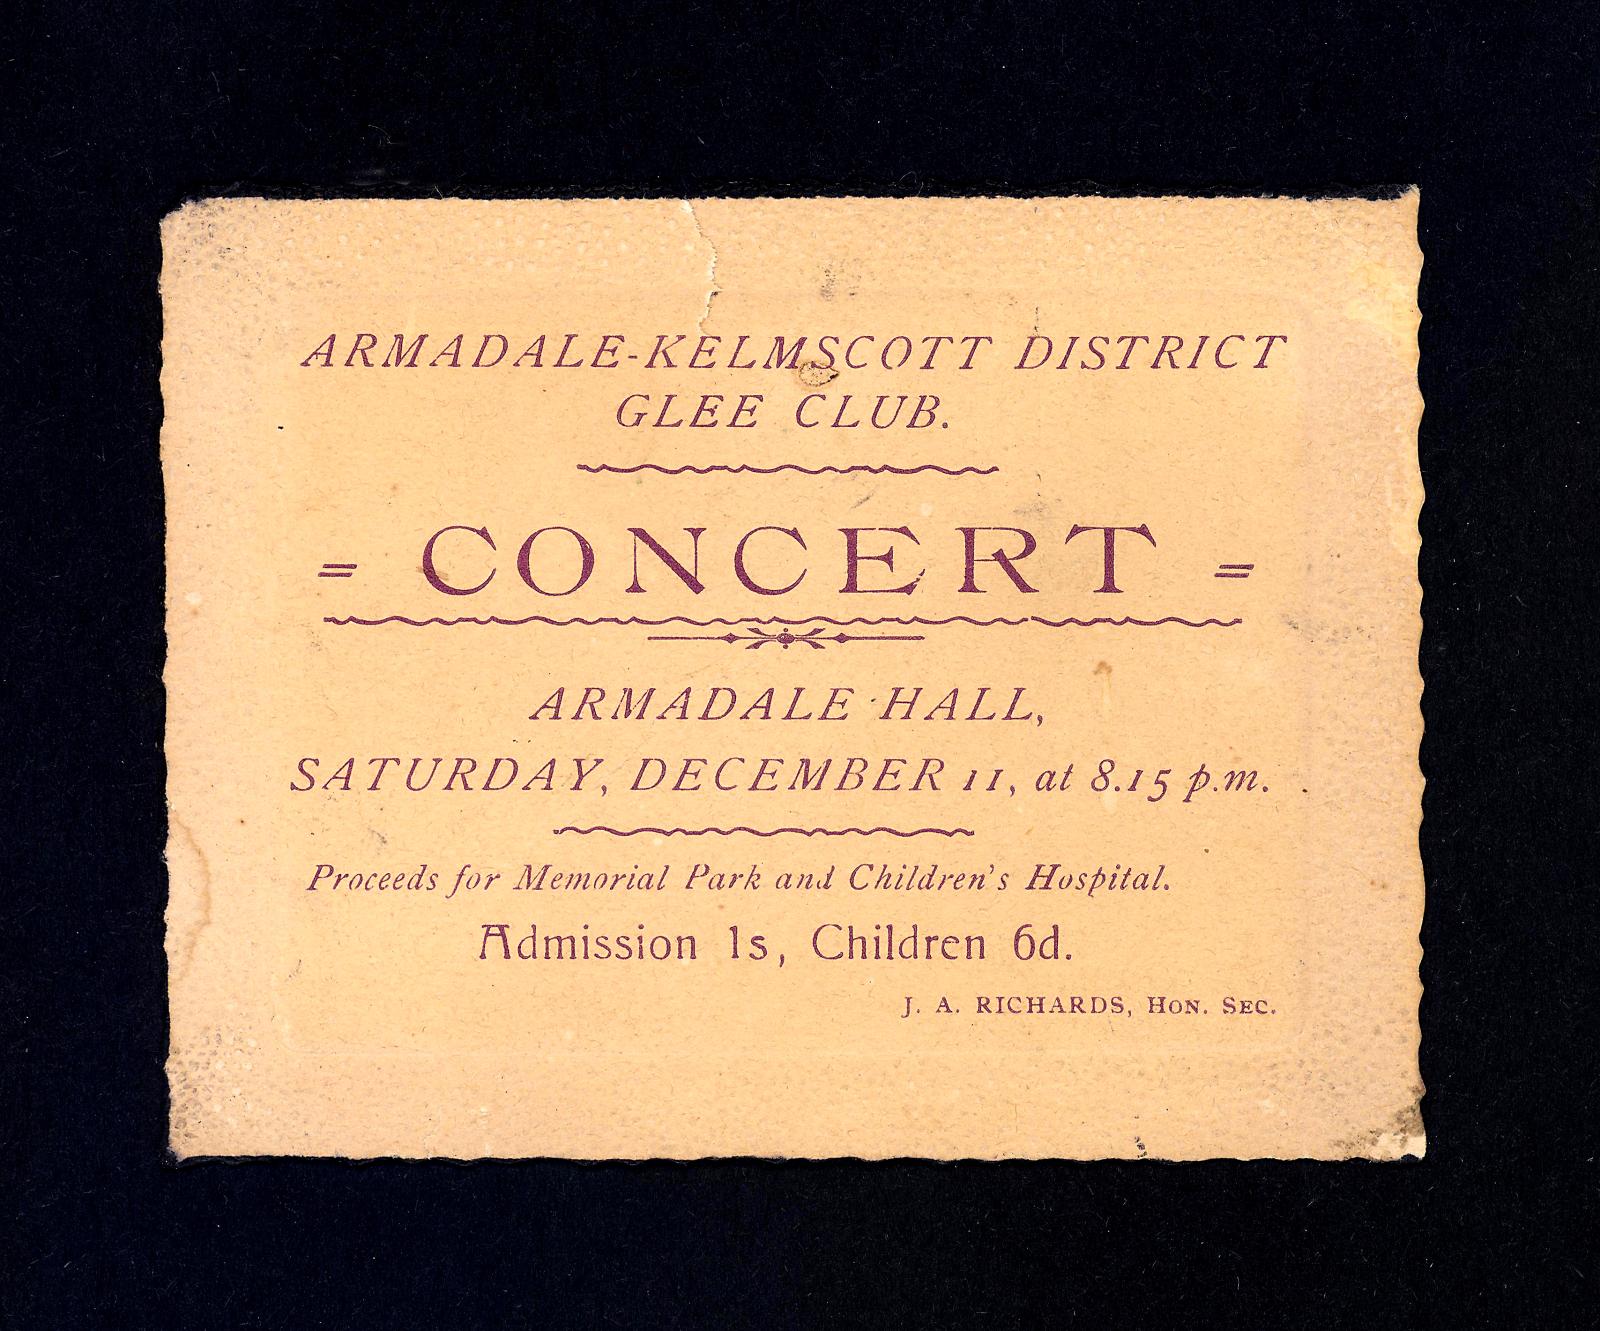 ARMADALE-KELMSCOTT DISTRICT
GLEE CLUB.
= CONCERT =
ARMADALE HALL,
SATURDAY, DECEMBER 11, at 8.15 p.m.
Proceeds for Memorial Park and Children's Hospital.
Admission 1s, Children 6d.
J. A. RICHARDS, HON. SEC.